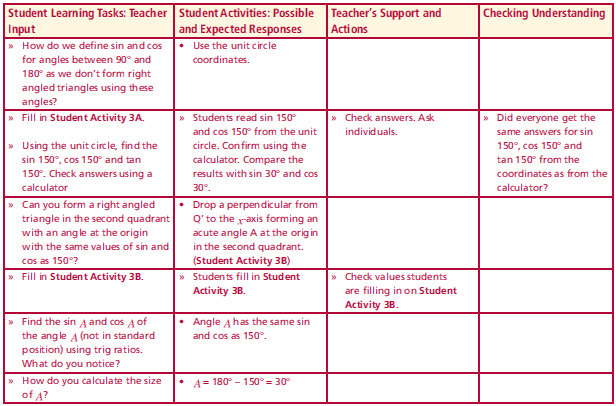 Student Learning Tasks: Teacher
Input
Student Activities: Possible
and Expected Responses
Teacher's Support and
Actions
Checking Understanding
» How do we define sin and cos
for angles between 90° and
180° as we don't form right
angled triangles using these
angles?
• Use the unit circle
coordinates.
» Fill in Student Activity 3A.
» Using the unit circle, find the
sin 150°, cos 150° and tan
150°. Check answers using a
calculator
» Students read sin 150°
and cos 150° from the unit
circle. Confirm using the
calculator. Compare the
results with sin 30° and cos
30°.
» Check answers. Ask
individuals.
» Did everyone get the
same answers for sin
150°, cos 150° and
tan 150° from the
coordinates as from the
calculator?
» Can you form a right angled
triangle in the second quadrant
with an angle at the origin
with the same values of sin and
cos as 150°?
• Drop a perpendicular from
Q' to the x-axis forming an
acute angle A at the origin
in the second quadrant.
(Student Activity 3B)
» Fill in Student Activity 3B.
» Students fill in Student
Activity 3B.
» Check values students
are filling in on Student
Activity 3B.
» Find the sin A and cos A of
the angle A (not in standard
position) using trig ratios.
What do you notice?
• Angle A has the same sin
and cos as 150°.
» How do you calculate the size
of A?
• A = 180° – 150° = 30°